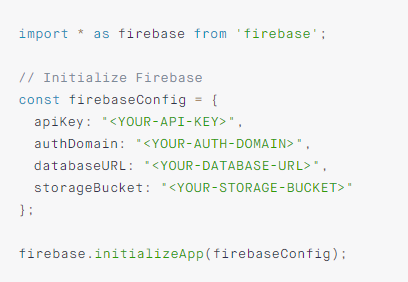 import * as firebase from 'firebase';
// Initialize Firebase
const firebaseConfig = {
apiKey: "<YOUR-API-KEY>",
authDomain: "<YOUR-AUTH-DOMAIN>",
databaseURL: "<YOUR-DATABASE-URL>",
storageBucket: "<YOUR-STORAGE-BUCKET>"
};
firebase.initializeApp(firebaseConfig);